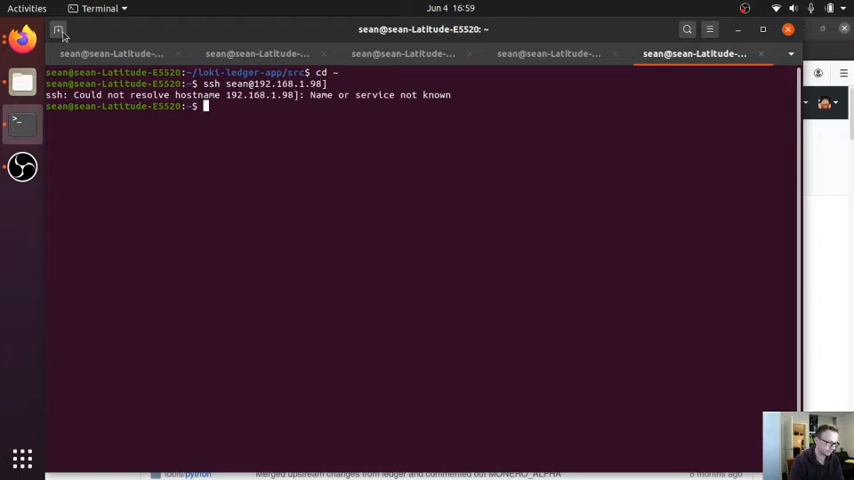 Activities
Terminal
Jun 4 16:59
sean@sean-Latitude-E5520: ~
sean@sean-Latitude-...
sean@sean-Latitude-...
sean@sean-Latitude-...
sean@sean-Latitude-...
sean@sean-Latitude-...
sean@sean-Latitude-E5520:~/loki-ledger-app/src$ cd ~
sean@sean-Latitude-E5520:~$ ssh sean@192.168.1.98]
ssh: Could not resolve hostname 192.168.1.98]: Name or service not known
sean@sean-Latitude-E5520:~$
tools/python
Merged upstream changes from ledger and commented out MONERO_ALPHA
6 months ago